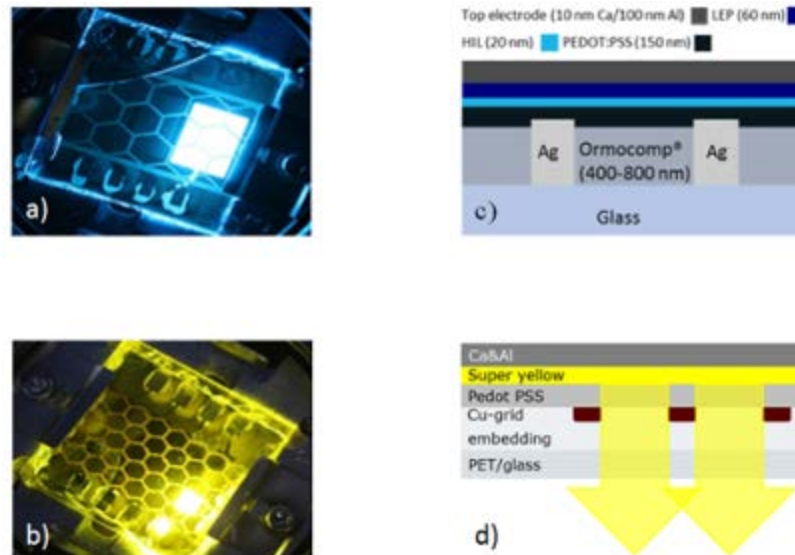 Top electrode (10 nm Ca/100 nm Al) LEP (60 nm)
HIL (20 nm) PEDOT:PSS (150 nm)
Ag Ormocomp® Ag
(400-800 nm)
a)
c) Glass
Ca&Al
Super yellow
Pedot PSS
Cu-grid
embedding
PET/glass
b)
d)